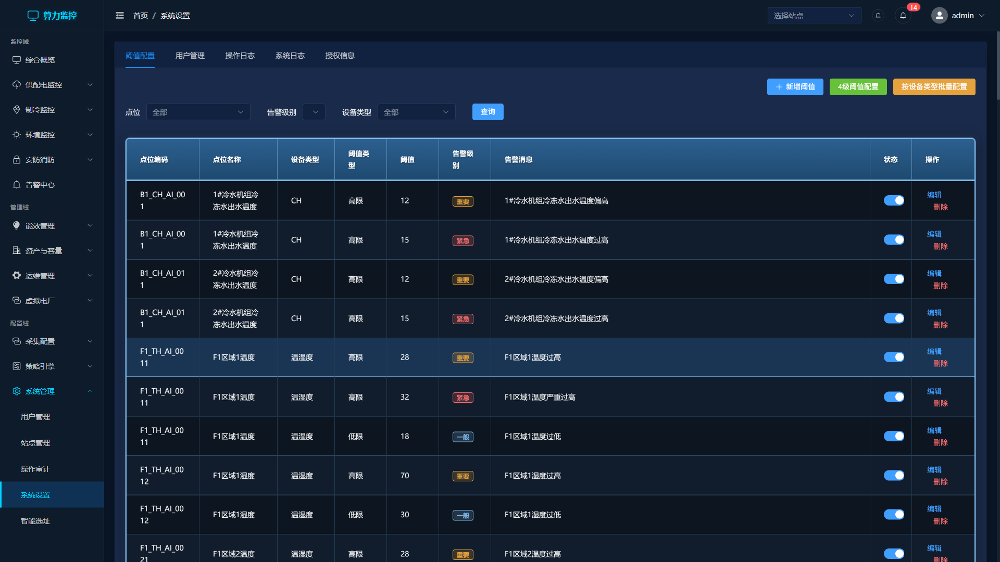 算力监控
首页 / 系统设置
选择站点
14
admin
监控域
综合概览
供配电监控
制冷监控
环境监控
安防消防
告警中心
管理域
能效管理
资产与容量
运维管理
虚拟电厂
配置域
采集配置
策略引擎
系统管理
用户管理
站点管理
操作审计
系统设置
智能选址
阈值配置 用户管理 操作日志 系统日志 授权信息
新增阈值 4级阈值配置 按设备类型批量配置
点位 全部 告警级别 设备类型 全部 查询
点位编码 点位名称 设备类型 阈值类型 阈值 告警级别 告警消息 状态 操作
B1_CH_AI_001 1#冷水机组冷冻水出水温度 CH 高限 12 重要 1#冷水机组冷冻水出水温度偏高 编辑 删除
B1_CH_AI_001 1#冷水机组冷冻水出水温度 CH 高限 15 紧急 1#冷水机组冷冻水出水温度过高 编辑 删除
B1_CH_AI_011 2#冷水机组冷冻水出水温度 CH 高限 12 重要 2#冷水机组冷冻水出水温度偏高 编辑 删除
B1_CH_AI_011 2#冷水机组冷冻水出水温度 CH 高限 15 紧急 2#冷水机组冷冻水出水温度过高 编辑 删除
F1_TH_AI_0011 F1区域1温度 温湿度 高限 28 重要 F1区域1温度过高 编辑 删除
F1_TH_AI_0011 F1区域1温度 温湿度 高限 32 紧急 F1区域1温度严重过高 编辑 删除
F1_TH_AI_0011 F1区域1温度 温湿度 低限 18 一般 F1区域1温度过低 编辑 删除
F1_TH_AI_0012 F1区域1湿度 温湿度 高限 70 重要 F1区域1湿度过高 编辑 删除
F1_TH_AI_0012 F1区域1湿度 温湿度 低限 30 一般 F1区域1湿度过低 编辑 删除
F1_TH_AI_0021 F1区域2温度 温湿度 高限 28 重要 F1区域2温度过高 编辑 删除